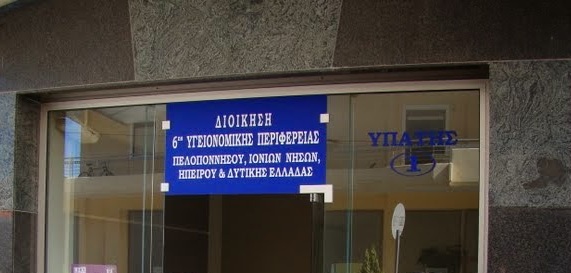 ΔΙΟΙΚΗΣΗ
6ης ΥΓΕΙΟΝΟΜΙΚΗΣ ΠΕΡΙΦΕΡΕΙΑΣ
ΠΕΛΟΠΟΝΝΗΣΟΥ, ΙΟΝΙΩΝ ΝΗΣΩΝ,
ΗΠΕΙΡΟΥ & ΔΥΤΙΚΗΣ ΕΛΛΑΔΑΣ
ΥΠΑΤΗΣ
1